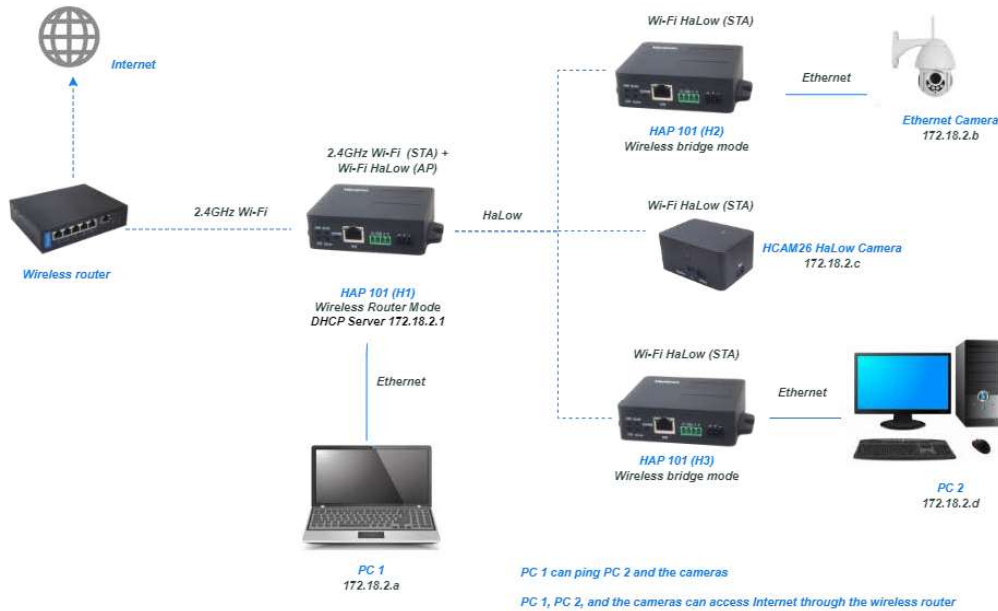 Wi-Fi HaLow (STA)
Internet
Ethernet
Ethernet Camera
172.18.2.b
HAP 101 (H2)
Wireless bridge mode
2.4GHz Wi-Fi (STA) +
Wi-Fi HaLow (AP)
2.4GHz Wi-Fi
HaLow
Wi-Fi HaLow (STA)
HCAM26 HaLow Camera
172.18.2.c
Wireless router
HAP 101 (H1)
Wireless Router Mode
DHCP Server 172.18.2.1
Wi-Fi HaLow (STA)
Ethernet
Ethernet
HAP 101 (H3)
Wireless bridge mode
PC 2
172.18.2.d
PC 1
172.18.2.a
PC 1 can ping PC 2 and the cameras
PC 1, PC 2, and the cameras can access Internet through the wireless router